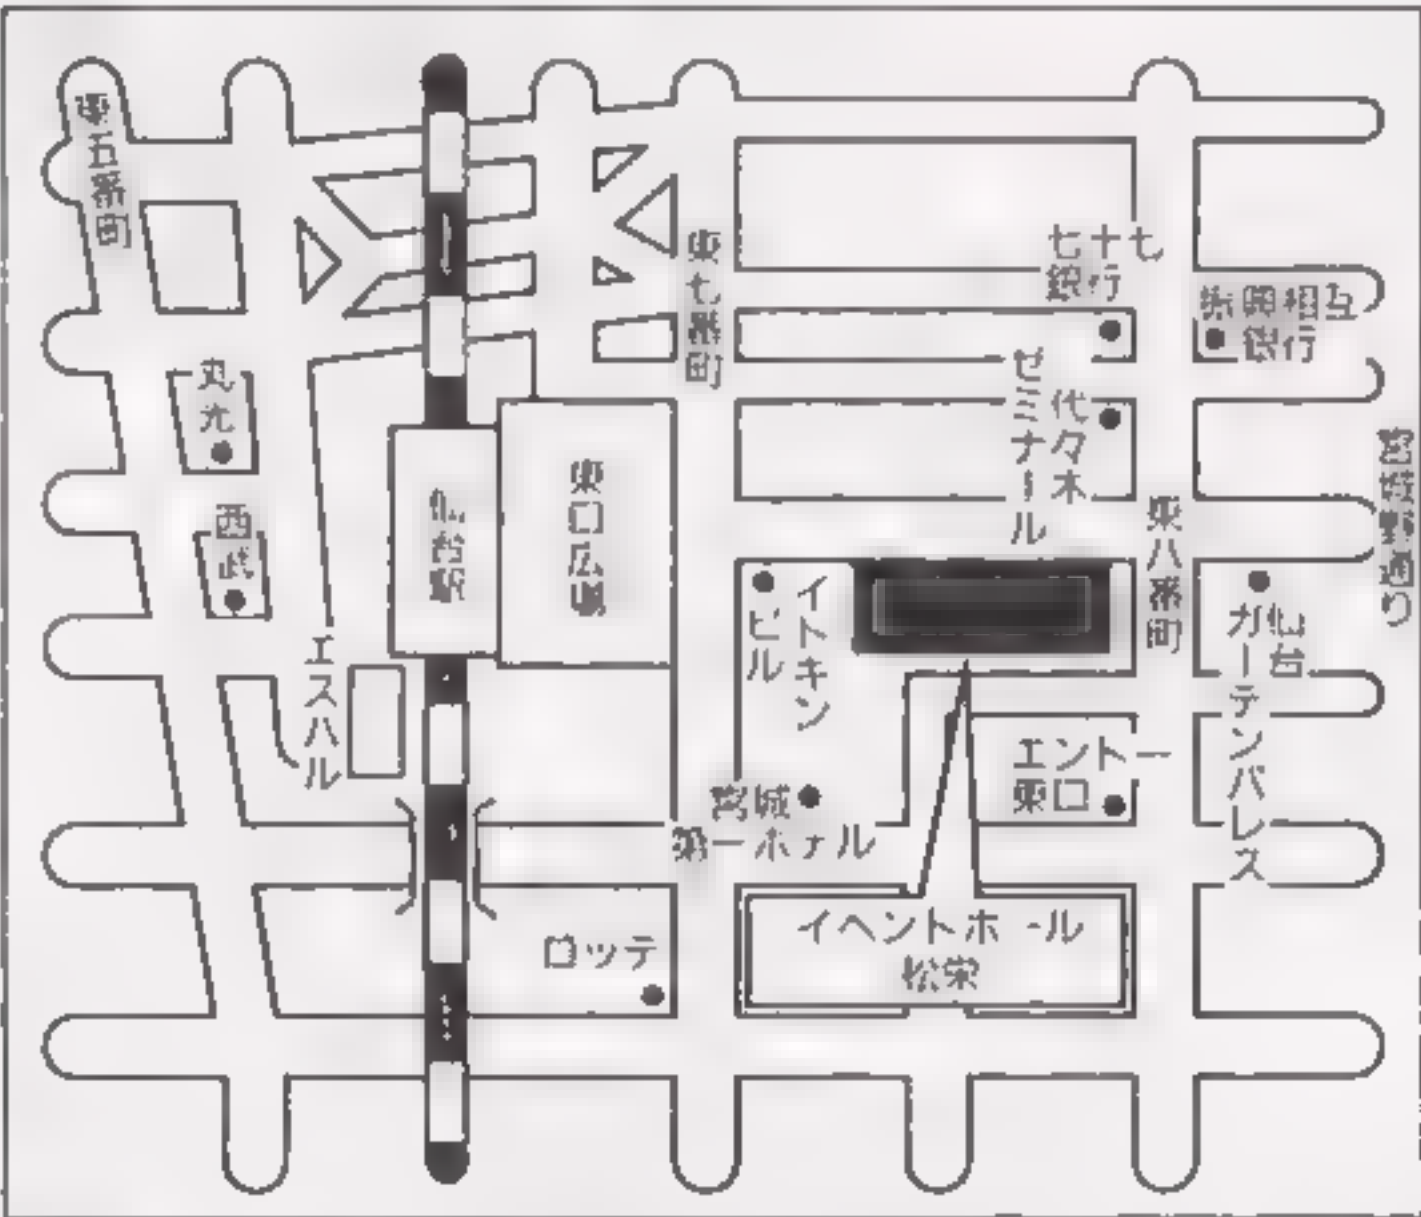 東五番町
東七番町
七十七
銀行
振興相互
銀行
丸光
代々木
ゼミナール
西武
仙台駅
東口広場
東八番町
宮城野通り
イトキン
ビル
仙台
ガーデンパレス
エスパル
エントー
東口
宮城
第一ホテル
イベントホール
松栄
ロッテ